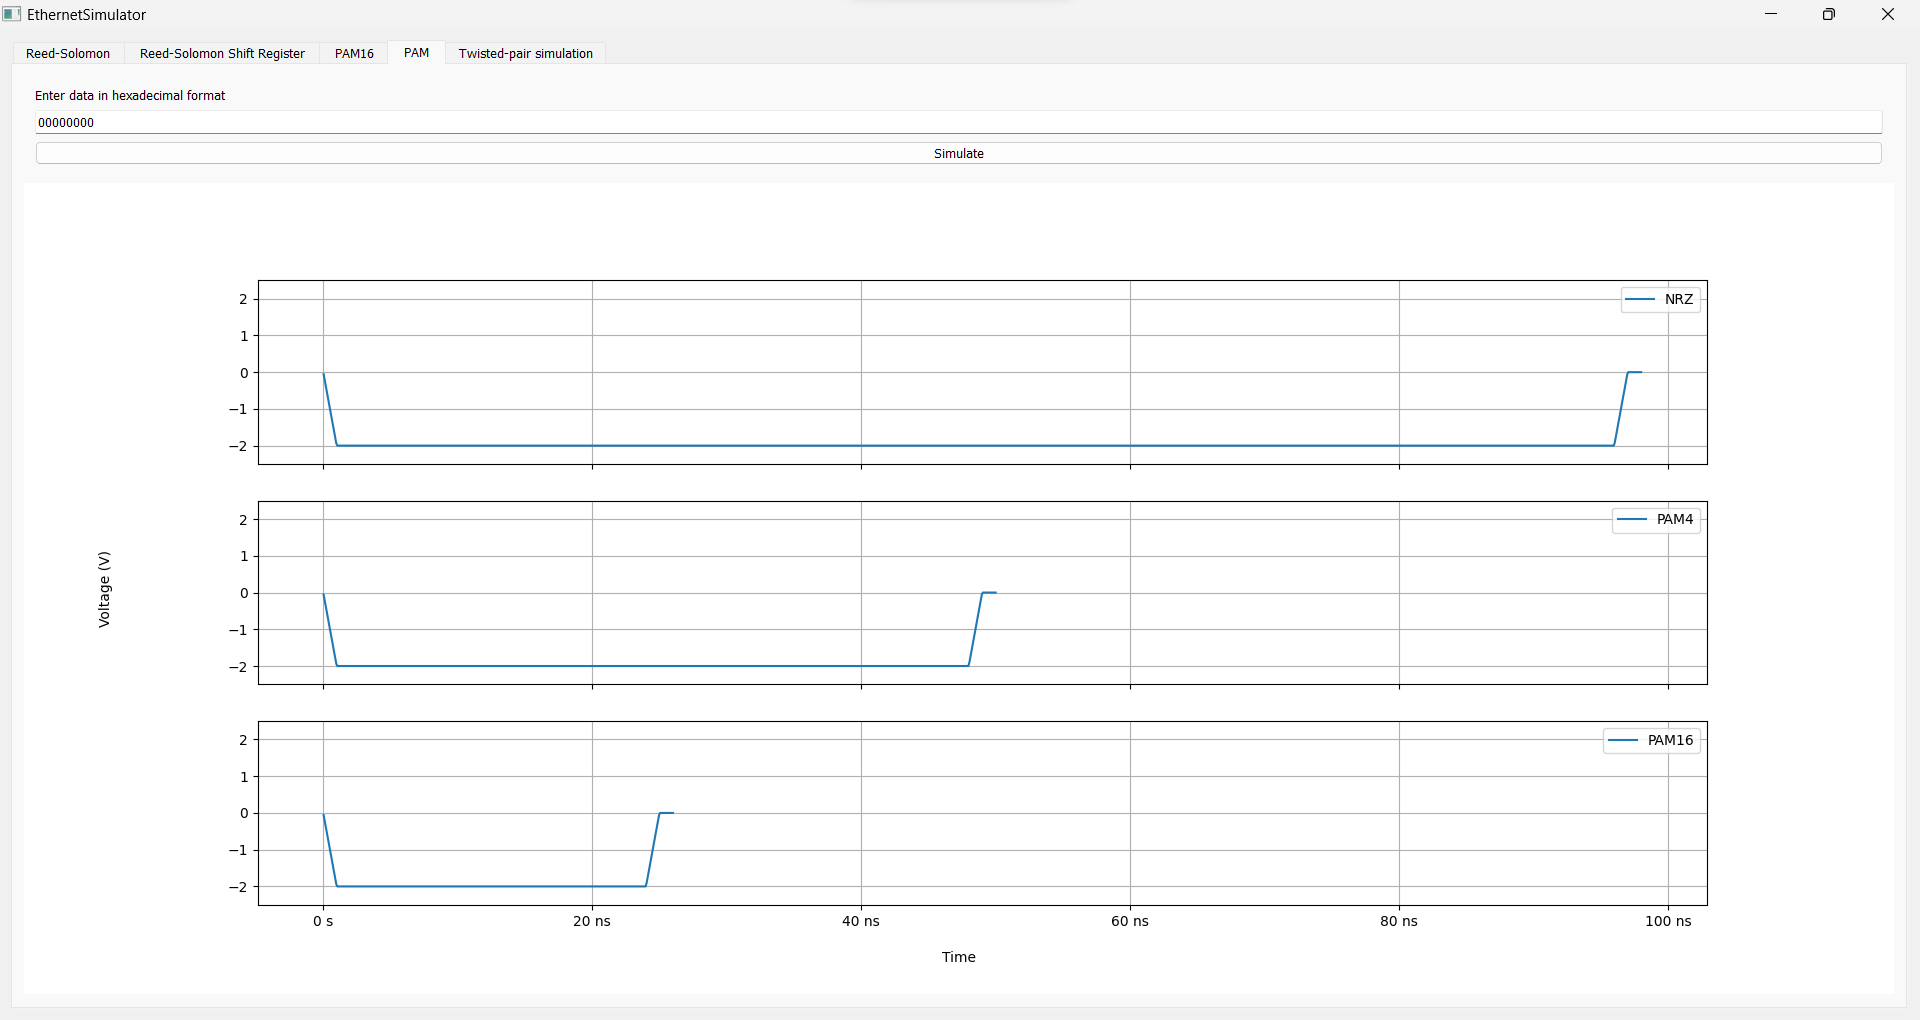 EthernetSimulator
Reed-Solomon Reed-Solomon Shift Register PAM16 PAM Twisted-pair simulation
Enter data in hexadecimal format
00000000
Simulate
2
1
0
−1
−2
NRZ
2
1
0
−1
−2
PAM4
Voltage (V)
2
1
0
−1
−2
PAM16
0 s 20 ns 40 ns 60 ns 80 ns 100 ns
Time